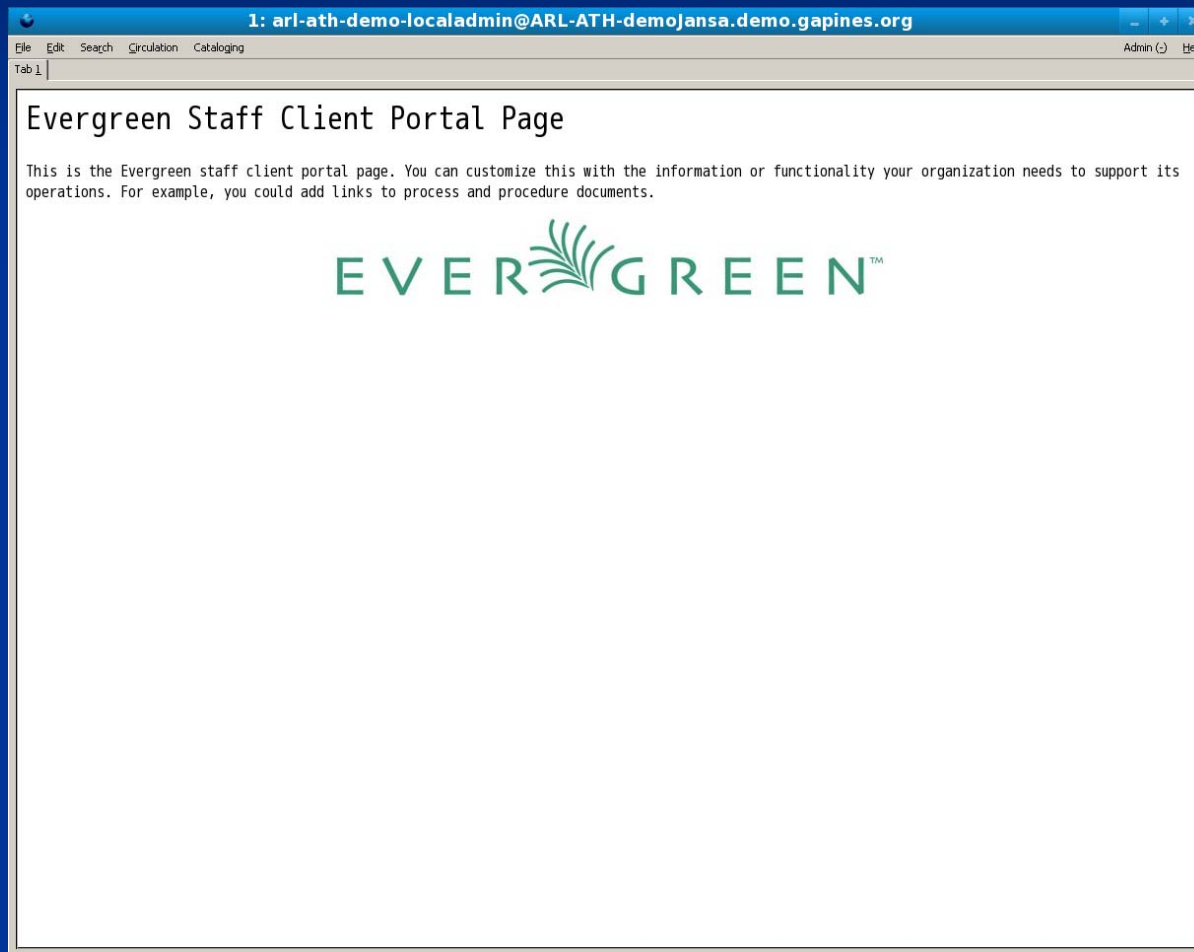 1: arl-ath-demo-localadmin@ARL-ATH-demoJansa.demo.gapines.org
File Edit Search Circulation Cataloging Admin (-)
Tab 1
Evergreen Staff Client Portal Page
This is the Evergreen staff client portal page. You can customize this with the information or functionality your organization needs to support its
operations. For example, you could add links to process and procedure documents.
EVERGREEN™